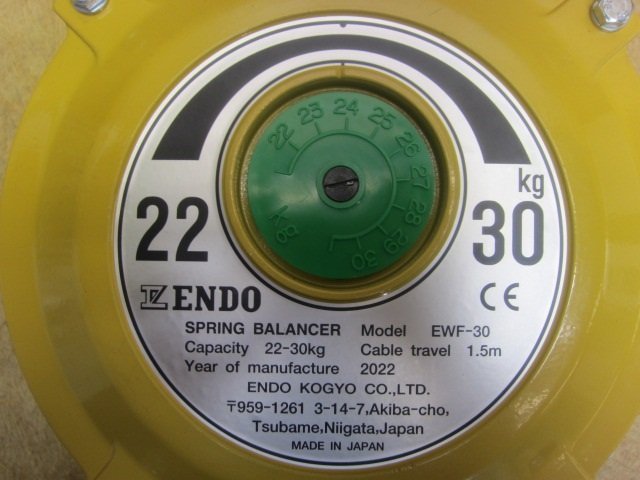 22 23 24 25 26 27 28 29 30
Kg
22
kg
30
ENDO
CE
SPRING BALANCER Model EWF-30
Capacity 22-30kg Cable travel 1.5m
Year of manufacture 2022
ENDO KOGYO CO.,LTD.
〒959-1261 3-14-7,Akiba-cho,
Tsubame,Niigata,Japan
MADE IN JAPAN